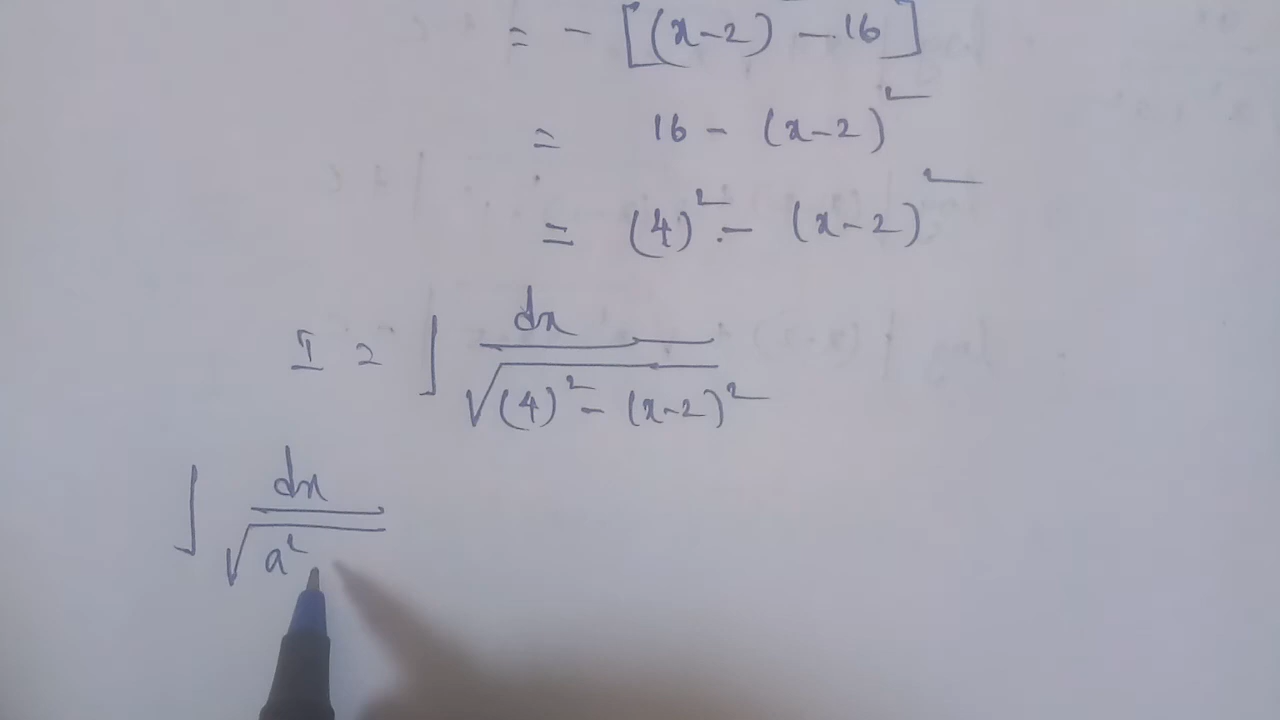 = - [(x-2) - 16]
= 16 - (x-2)²
= (4)² - (x-2)²
I = ∫ dx / √(4)² - (x-2)²
∫ dx / √a²